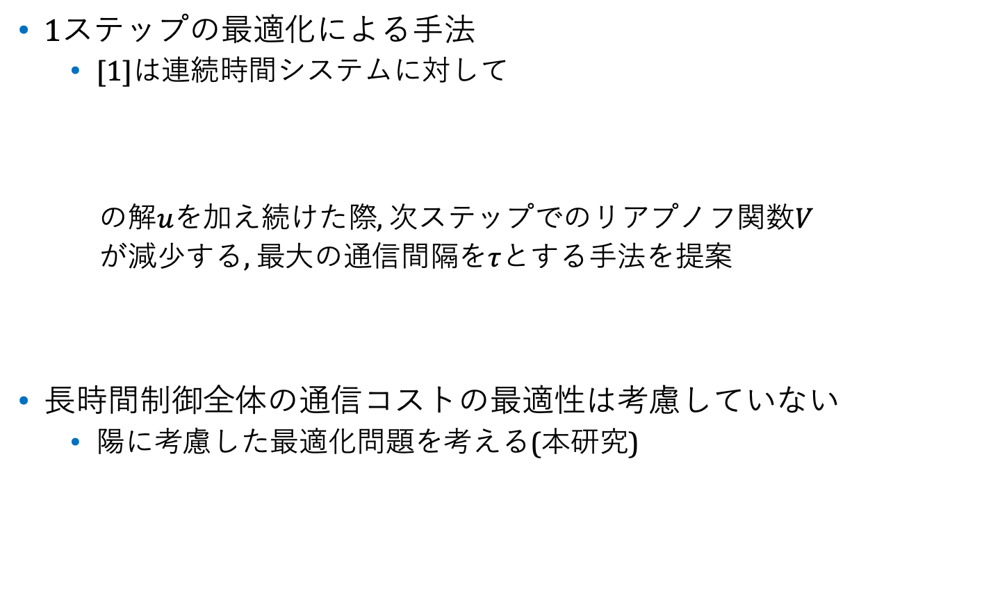 • 1ステップの最適化による手法
• [1]は連続時間システムに対して
の解uを加え続けた際, 次ステップでのリアプノフ関数V
が減少する, 最大の通信間隔をτとする手法を提案
• 長時間制御全体の通信コストの最適性は考慮していない
• 陽に考慮した最適化問題を考える(本研究)